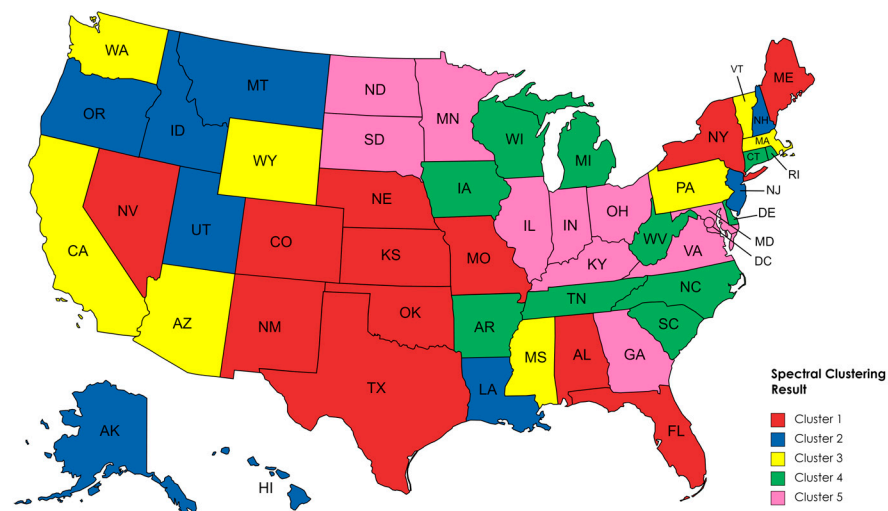 WA
MT
ND
MN
VT
ME
OR
ID
SD
WI
MI
NY
NH
MA
CT
RI
WY
IA
PA
NJ
NV
UT
NE
IL
IN
OH
DE
CA
CO
KS
MO
WV
VA
MD
KY
DC
AZ
NM
OK
AR
TN
NC
SC
TX
LA
MS
AL
GA
FL
AK
HI
Spectral Clustering
Result
Cluster 1
Cluster 2
Cluster 3
Cluster 4
Cluster 5